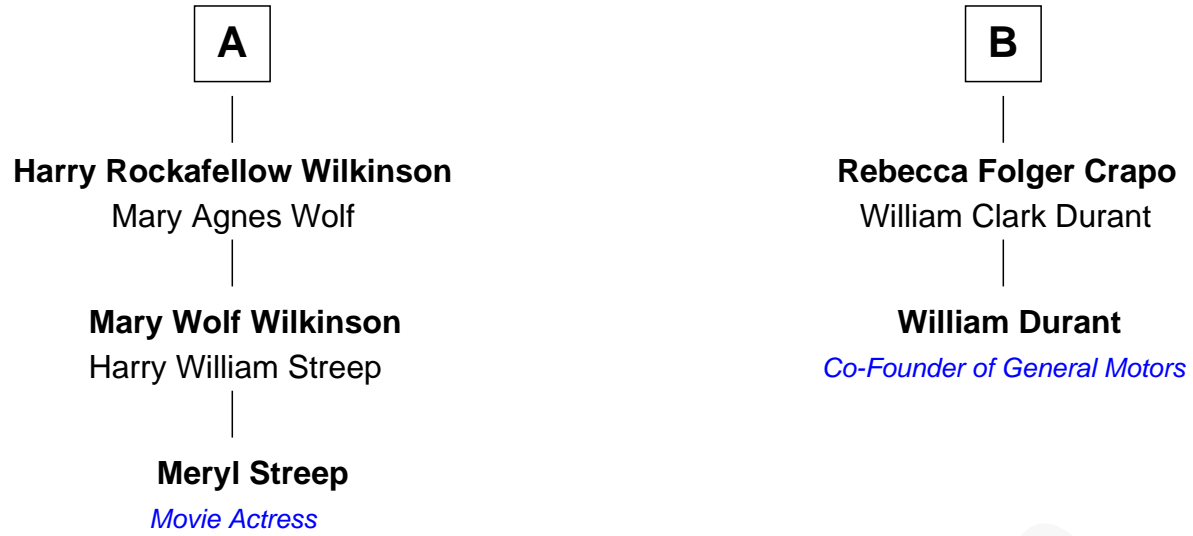 A
Harry Rockafellow Wilkinson
Mary Agnes Wolf
Mary Wolf Wilkinson
Harry William Streep
Meryl Streep
Movie Actress
B
Rebecca Folger Crapo
William Clark Durant
William Durant
Co-Founder of General Motors